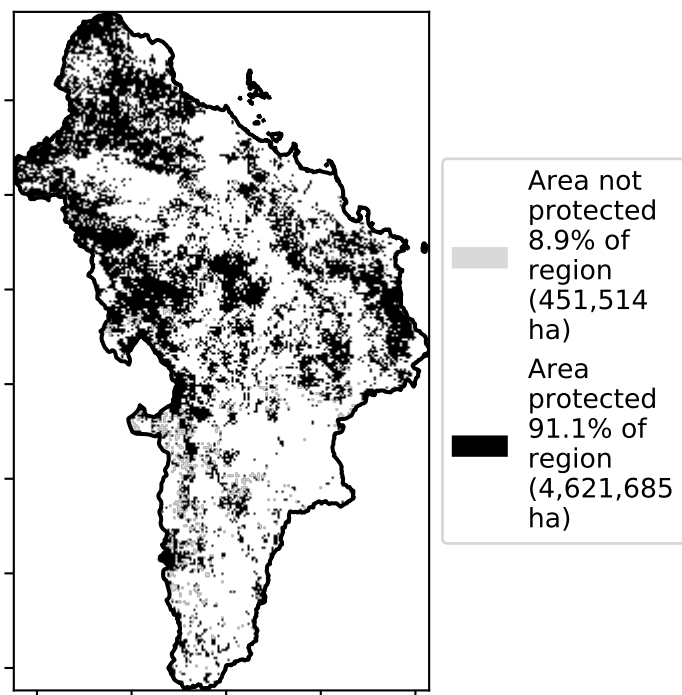 Area not
protected
8.9% of
region
(451,514
ha)
Area
protected
91.1% of
region
(4,621,685
ha)